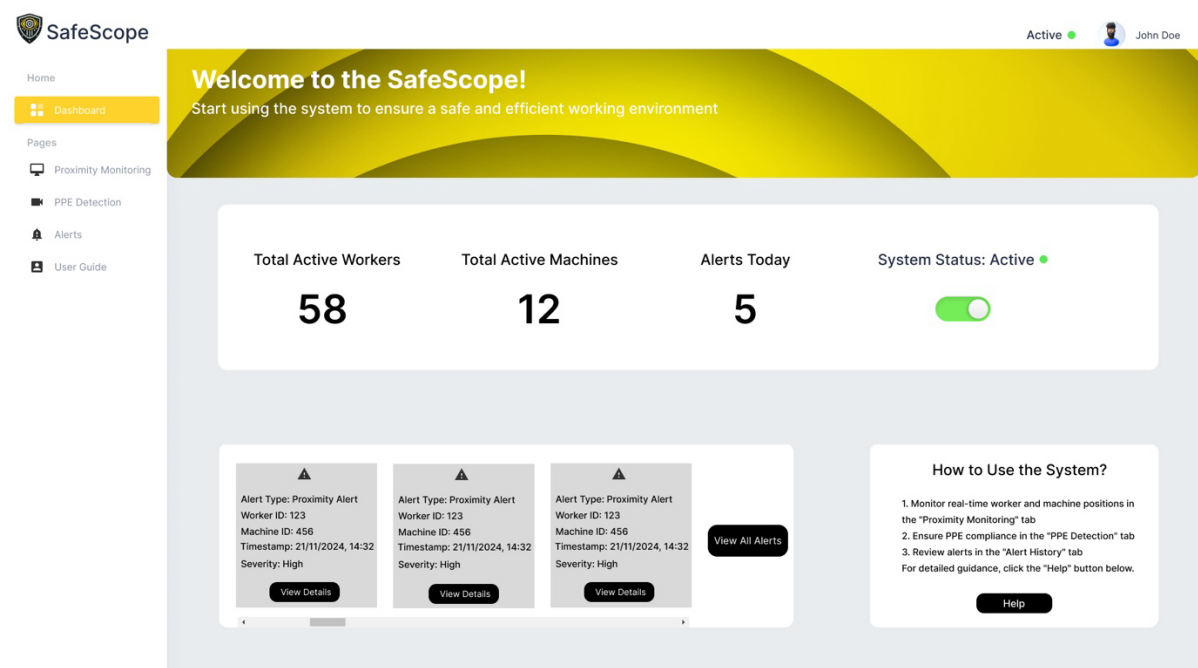 SafeScope
Active
John Doe
Home
Dashboard
Pages
Proximity Monitoring
PPE Detection
Alerts
User Guide
Welcome to the SafeScope!
Start using the system to ensure a safe and efficient working environment
Total Active Workers
58
Total Active Machines
12
Alerts Today
5
System Status: Active
Alert Type: Proximity Alert
Worker ID: 123
Machine ID: 456
Timestamp: 21/11/2024, 14:32
Severity: High
View Details
Alert Type: Proximity Alert
Worker ID: 123
Machine ID: 456
Timestamp: 21/11/2024, 14:32
Severity: High
View Details
Alert Type: Proximity Alert
Worker ID: 123
Machine ID: 456
Timestamp: 21/11/2024, 14:32
Severity: High
View Details
View All Alerts
How to Use the System?
1. Monitor real-time worker and machine positions in
the "Proximity Monitoring" tab
2. Ensure PPE compliance in the "PPE Detection" tab
3. Review alerts in the "Alert History" tab
For detailed guidance, click the "Help" button below.
Help